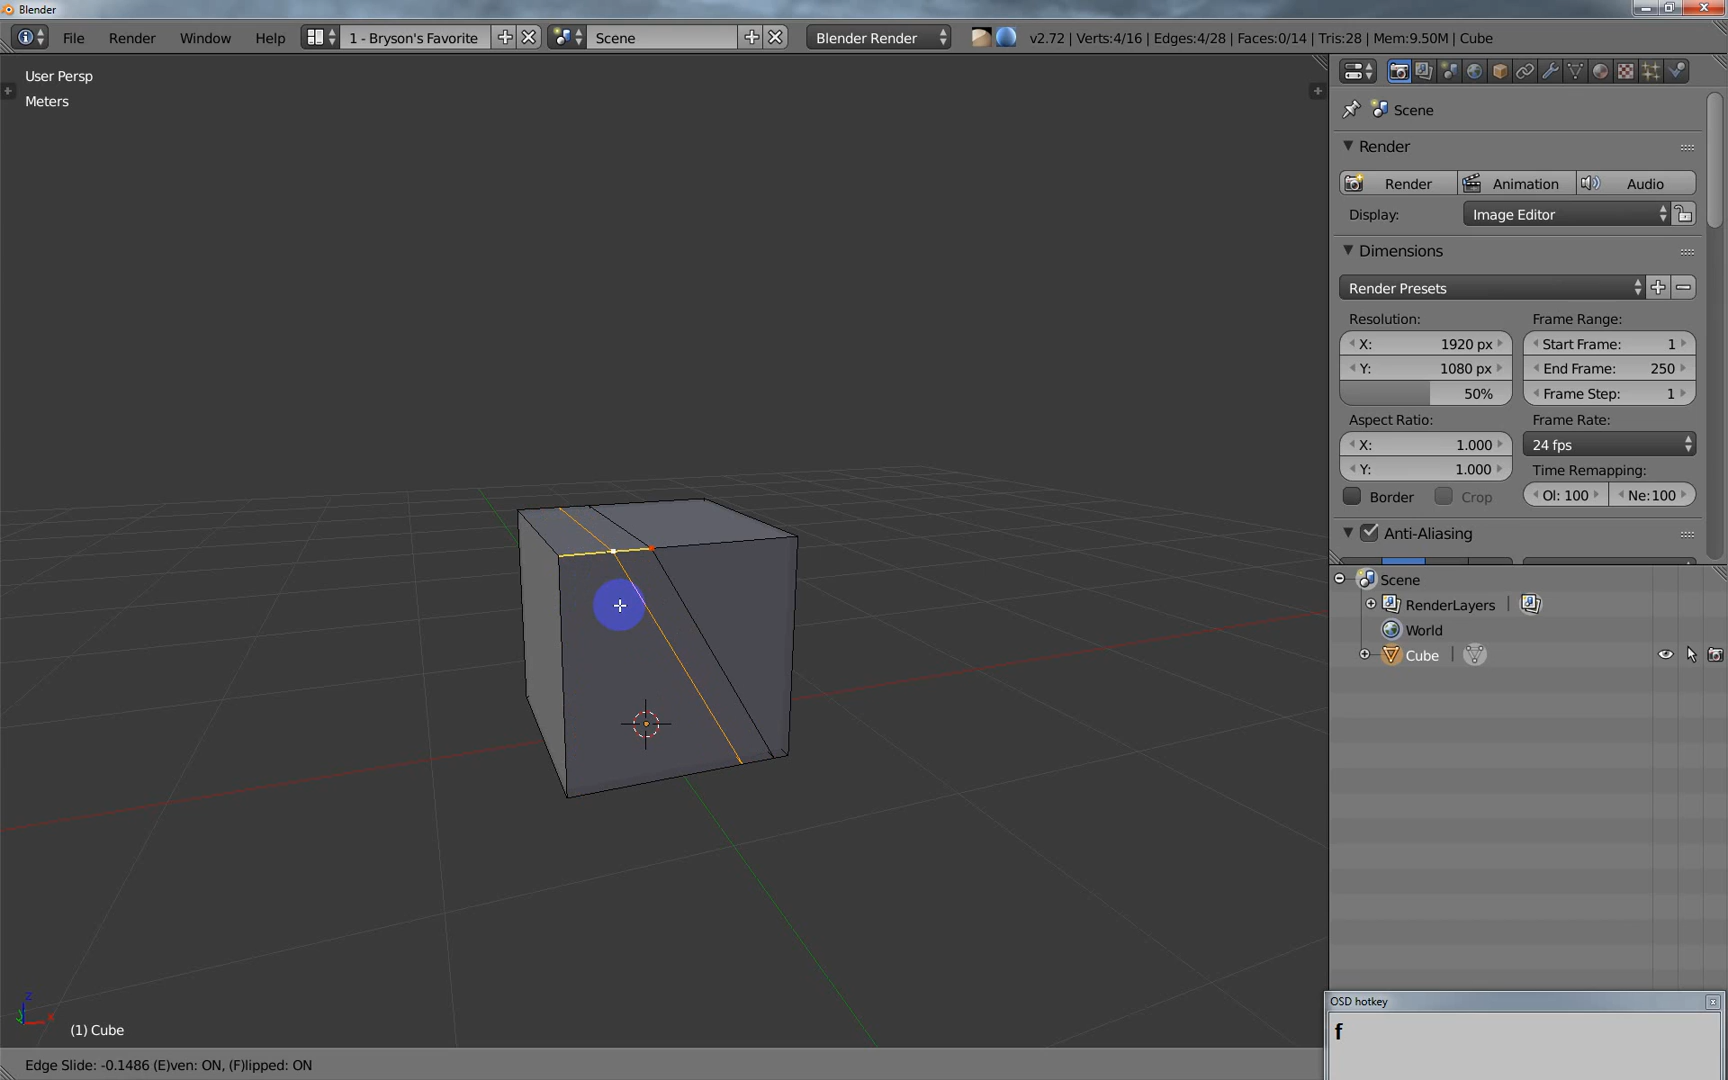 Blender
File Render Window Help 1 - Bryson's Favorite Scene Blender Render v2.72 | Verts:4/16 | Edges:4/28 | Faces:0/14 | Tris:28 | Mem:9.50M | Cube
User Persp
Meters
Scene
Render
Render Animation Audio
Display: Image Editor
Dimensions
Render Presets
Resolution: Frame Range:
X: 1920 px Start Frame: 1
Y: 1080 px End Frame: 250
50% Frame Step: 1
Aspect Ratio: Frame Rate:
X: 1.000 24 fps
Y: 1.000 Time Remapping:
Border Crop Ol: 100 Ne:100
Anti-Aliasing
Scene
RenderLayers
World
Cube
z
x
(1) Cube
Edge Slide: -0.1486 (E)ven: ON, (F)lipped: ON
OSD hotkey
f